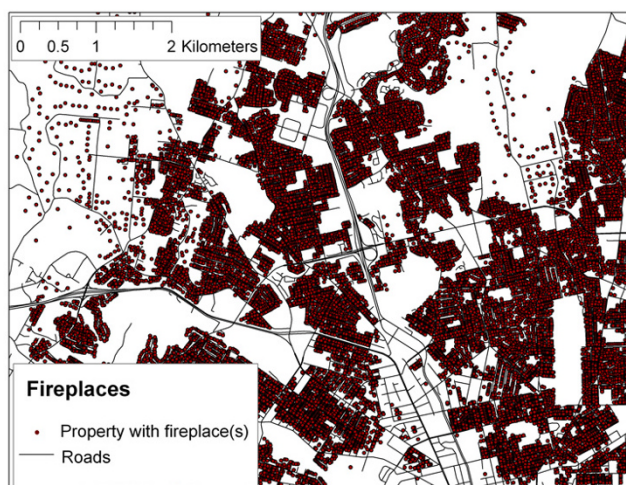 0 0.5 1 2 Kilometers
Fireplaces
Property with fireplace(s)
Roads